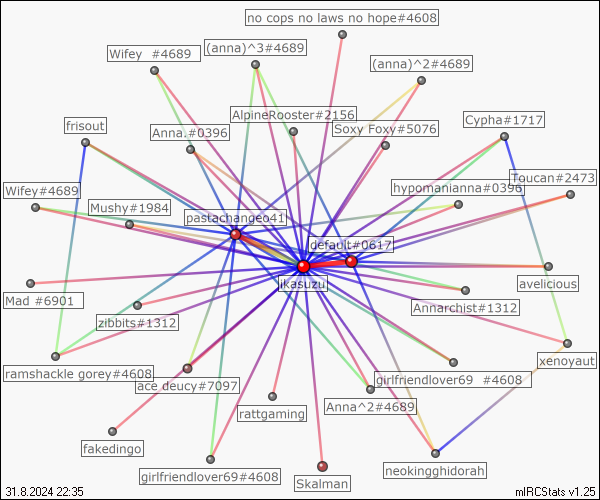 no cops no laws no hope#4608
Wifey #4689
(anna)^3#4689
(anna)^2#4689
AlpineRooster#2156
frisout
Anna.#0396
Soxy Foxy#5076
Cypha#1717
Toucan#2473
Wifey#4689
hypomanianna#0396
Mushy#1984
pastachangeo41
default#0617
ikasuzu
avelicious
Mad #6901
Annarchist#1312
zibbits#1312
xenoyaut
ramshackle gorey#4608
ace deucy#7097
girlfriendlover69 #4608
rattgaming
Anna^2#4689
fakedingo
girlfriendlover69#4608
Skalman
neokingghidorah
31.8.2024 22:35
mIRCStats v1.25